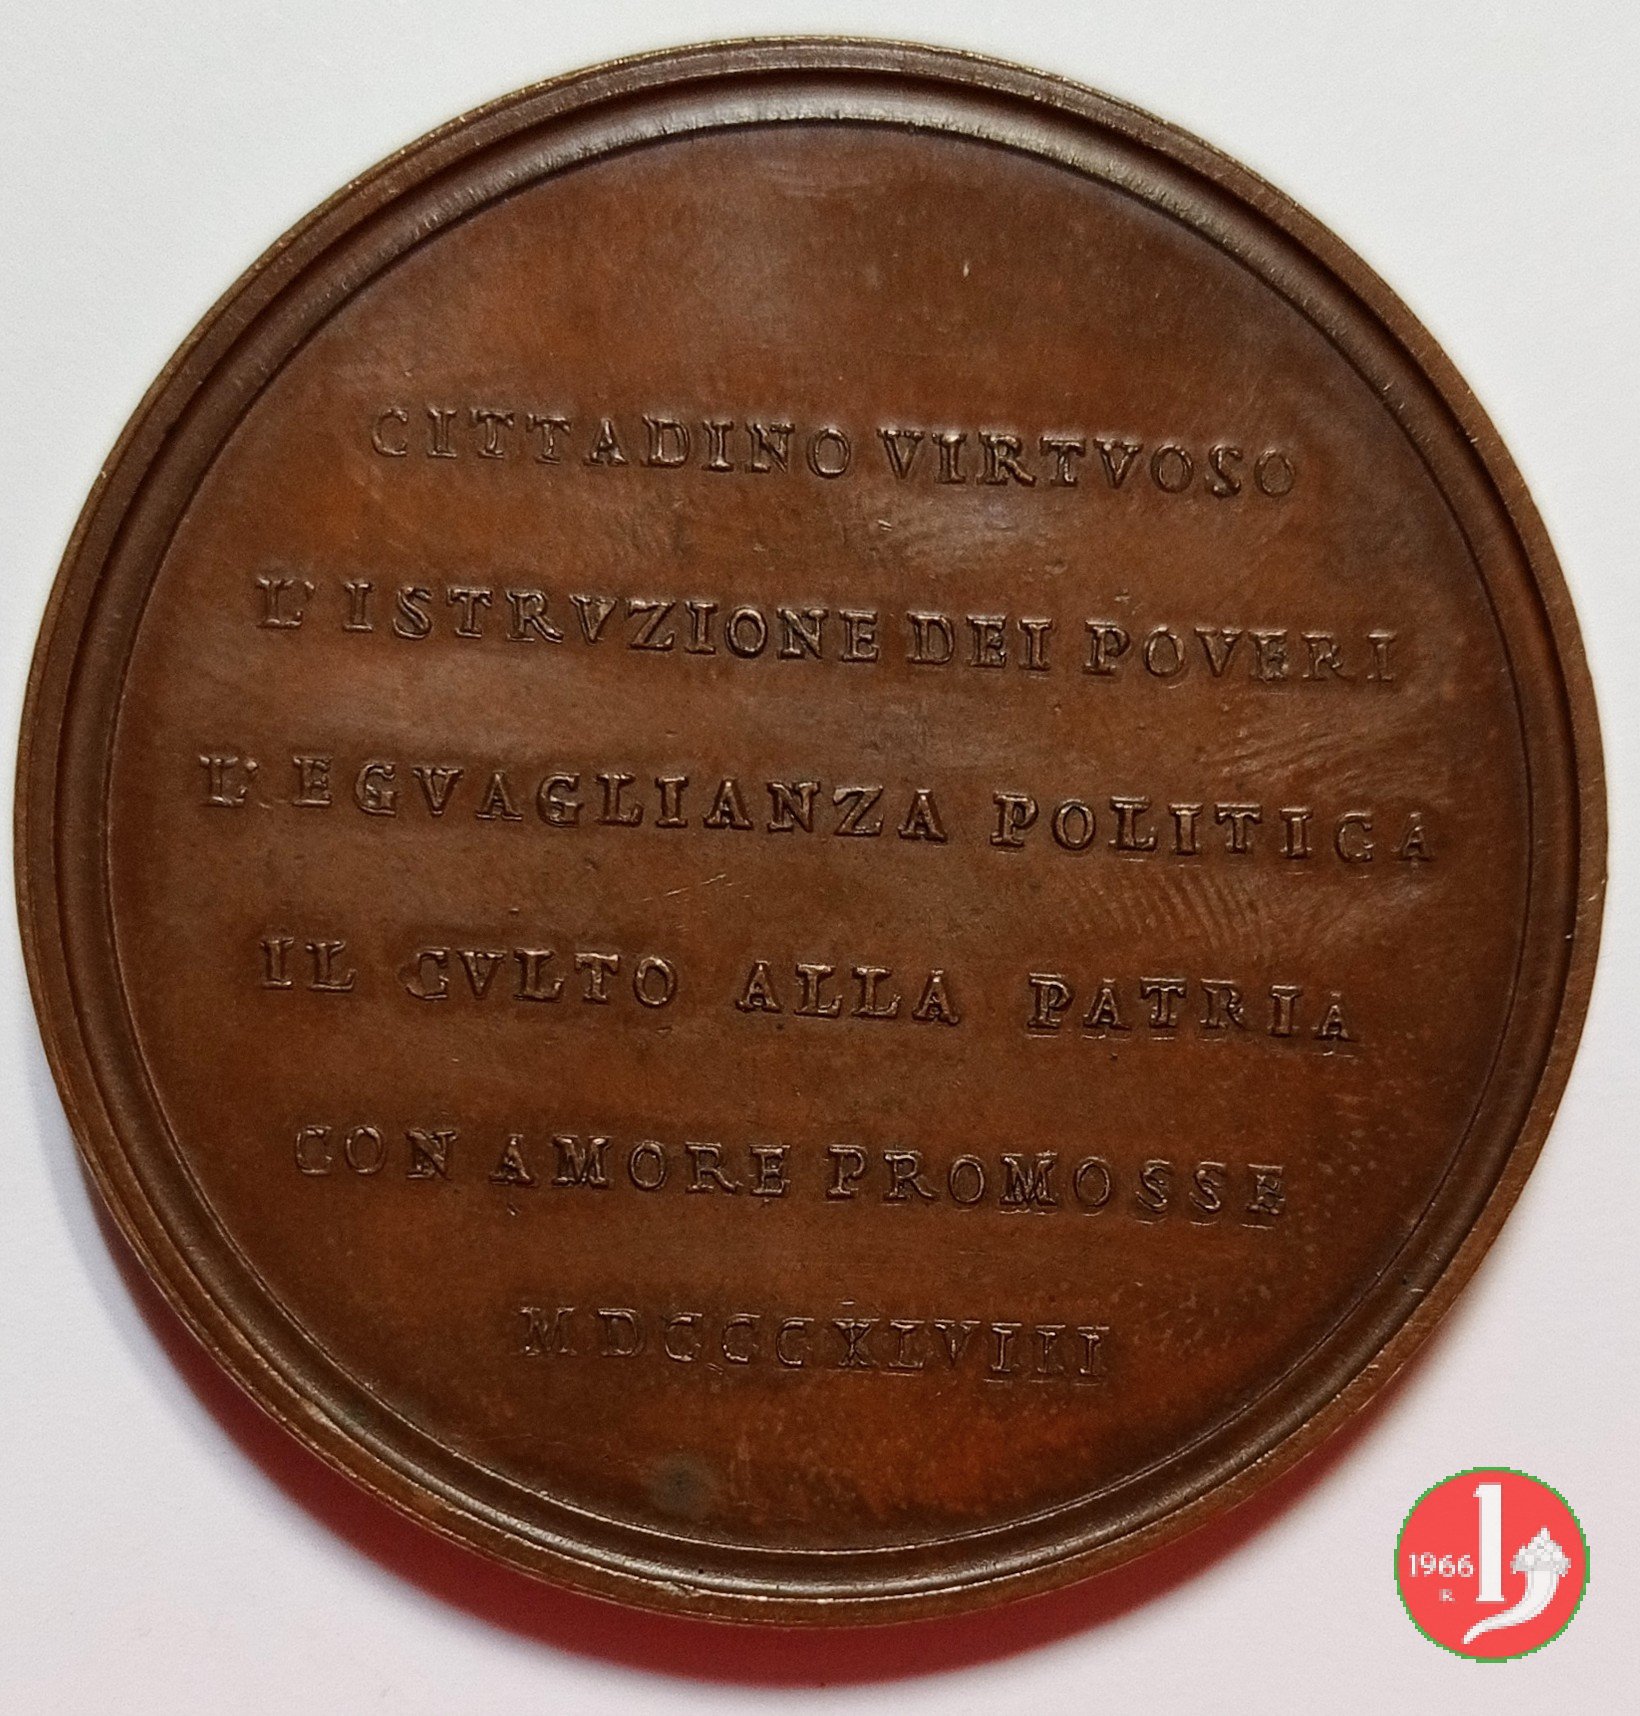 CITTADINO VIRTVOSO
L'ISTRVZIONE DEI POVERI
L'EGVAGLIANZA POLITICA
IL CVLTO ALLA PATRIA
CON AMORE PROMOSSE
MDCCCXLVIII
1966
R